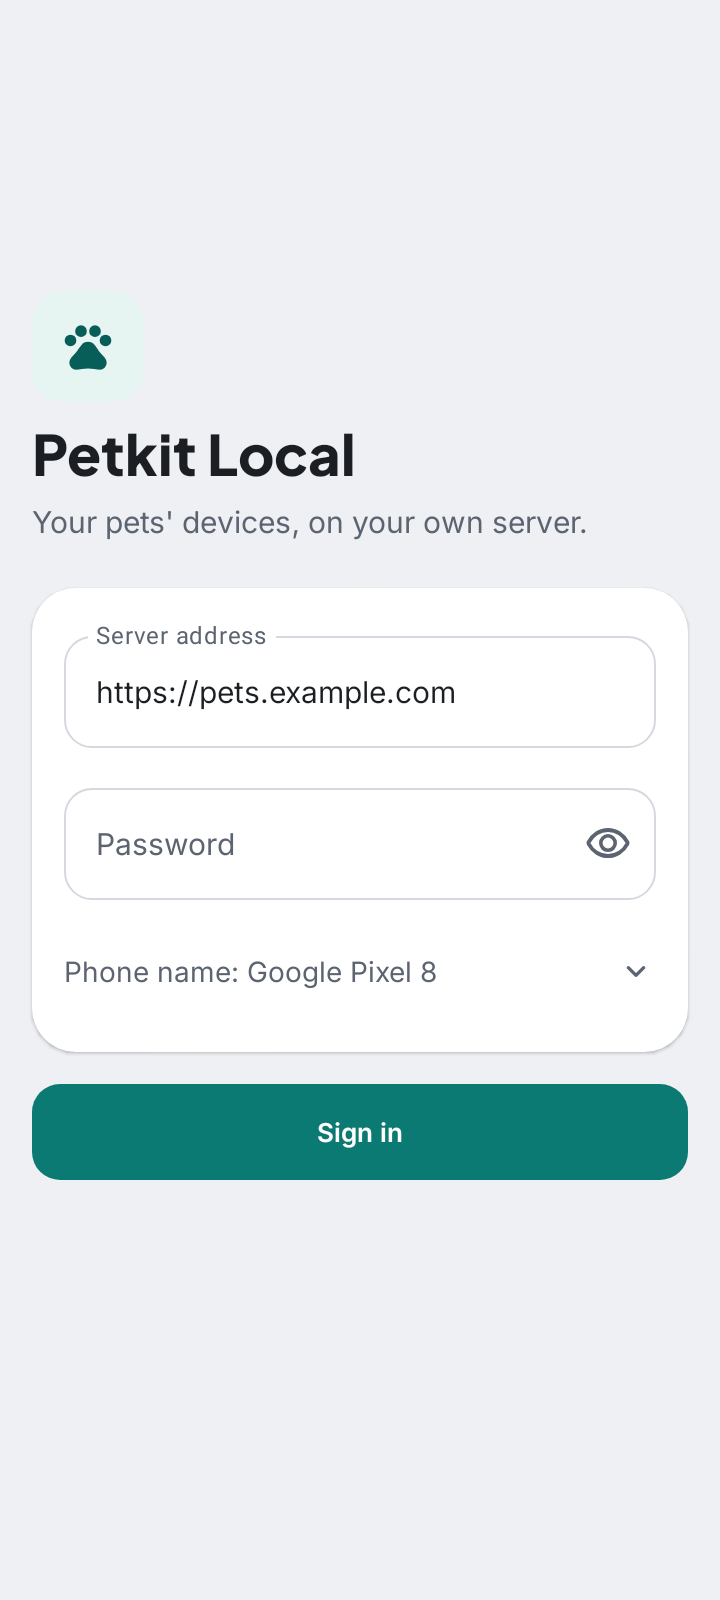 Petkit Local
Your pets' devices, on your own server.
Server address
https://pets.example.com
Password
Phone name: Google Pixel 8
Sign in